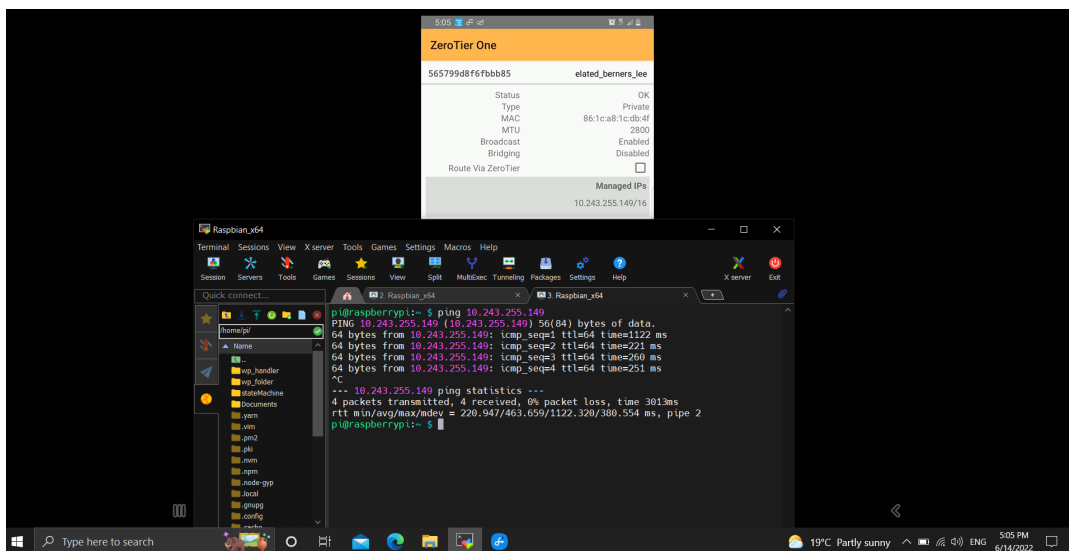 5:05
ZeroTier One
565799d8f6fbbb85 elated_berners_lee
Status OK
Type Private
MAC 86:1c:a8:1c:db:4f
MTU 2800
Broadcast Enabled
Bridging Disabled
Route Via ZeroTier
Managed IPs
10.243.255.149/16
Raspbian_x64
Terminal Sessions View X server Tools Games Settings Macros Help
Session Servers Tools Games Sessions View Split MultiExec Tunneling Packages Settings Help X server Exit
Quick connect... 2. Raspbian_x64 3. Raspbian_x64
/home/pi/
Name
..
wp_handler
wp_folder
stateMachine
Documents
.yarn
.vim
.pm2
.pki
.nvm
.npm
.node-gyp
.local
.gnupg
.config
.cache
pi@raspberrypi:~ $ ping 10.243.255.149
PING 10.243.255.149 (10.243.255.149) 56(84) bytes of data.
64 bytes from 10.243.255.149: icmp_seq=1 ttl=64 time=1122 ms
64 bytes from 10.243.255.149: icmp_seq=2 ttl=64 time=221 ms
64 bytes from 10.243.255.149: icmp_seq=3 ttl=64 time=260 ms
64 bytes from 10.243.255.149: icmp_seq=4 ttl=64 time=251 ms
^C
--- 10.243.255.149 ping statistics ---
4 packets transmitted, 4 received, 0% packet loss, time 3013ms
rtt min/avg/max/mdev = 220.947/463.659/1122.320/380.554 ms, pipe 2
pi@raspberrypi:~ $
Type here to search
19°C Partly sunny ENG 5:05 PM
6/14/2022